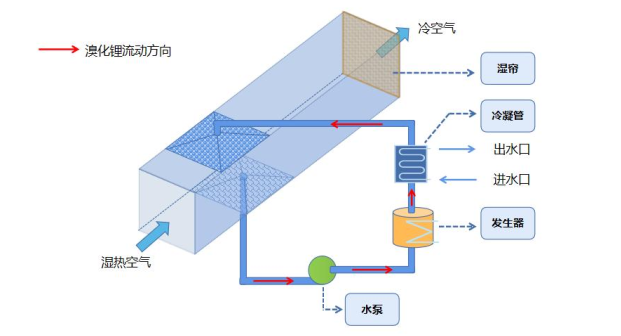 冷空气
溴化锂流动方向
湿帘
冷凝管
出水口
进水口
发生器
湿热空气
水泵